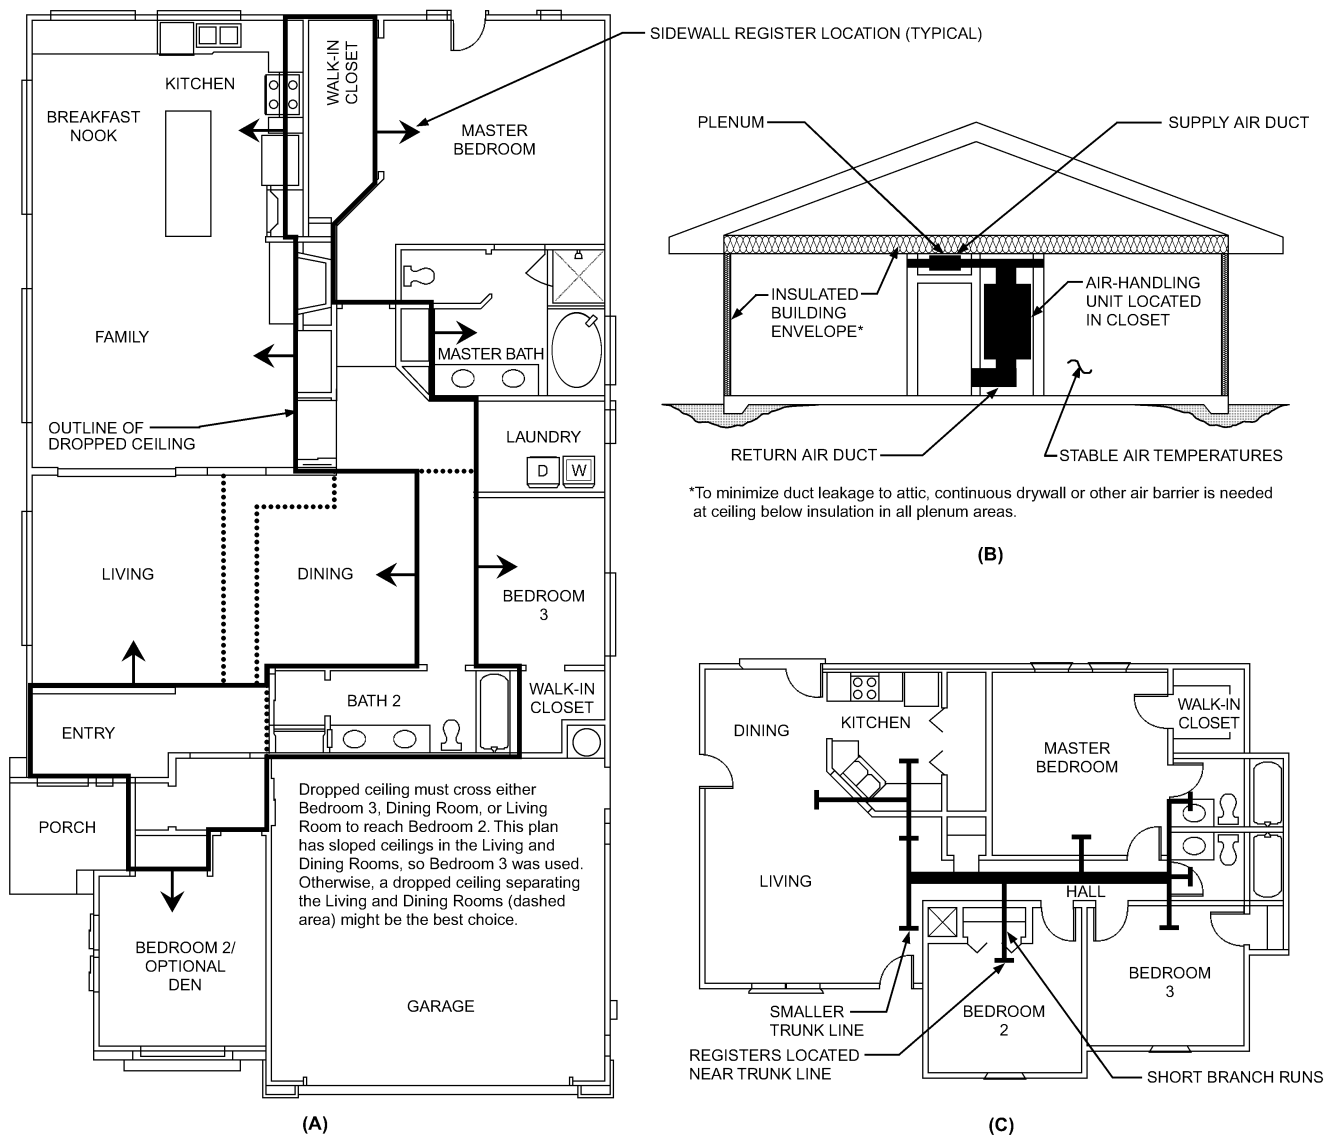 SIDEWALL REGISTER LOCATION (TYPICAL)
WALK-IN
CLOSET
KITCHEN
BREAKFAST
NOOK
MASTER
BEDROOM
FAMILY
MASTER BATH
OUTLINE OF
DROPPED CEILING
LAUNDRY
D
W
LIVING
DINING
BEDROOM
3
WALK-IN
CLOSET
BATH 2
ENTRY
PORCH
Dropped ceiling must cross either
Bedroom 3, Dining Room, or Living
Room to reach Bedroom 2. This plan
has sloped ceilings in the Living and
Dining Rooms, so Bedroom 3 was used.
Otherwise, a dropped ceiling separating
the Living and Dining Rooms (dashed
area) might be the best choice.
BEDROOM 2/
OPTIONAL
DEN
GARAGE
(A)
PLENUM
SUPPLY AIR DUCT
INSULATED
BUILDING
ENVELOPE*
AIR-HANDLING
UNIT LOCATED
IN CLOSET
RETURN AIR DUCT
STABLE AIR TEMPERATURES
*To minimize duct leakage to attic, continuous drywall or other air barrier is needed
at ceiling below insulation in all plenum areas.
(B)
DINING
KITCHEN
MASTER
BEDROOM
WALK-IN
CLOSET
LIVING
HALL
BEDROOM
3
BEDROOM
2
SMALLER
TRUNK LINE
REGISTERS LOCATED
NEAR TRUNK LINE
SHORT BRANCH RUNS
(C)